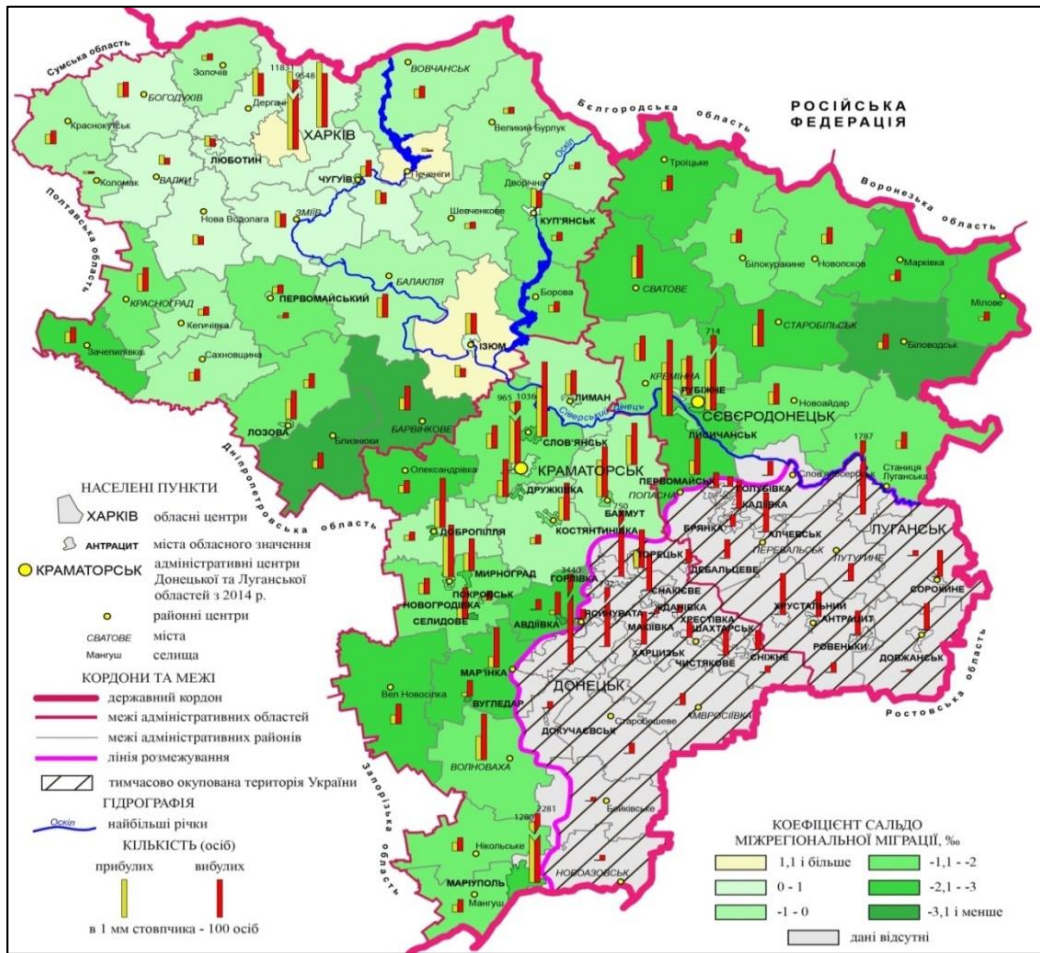 Сумська область
Бєлгородська область
РОСІЙСЬКА
ФЕДЕРАЦІЯ
Воронезька область
Полтавська область
Дніпропетровська область
Запорізька область
Ростовська область
Золочів
БОГОДУХІВ
Дергачі
11831
9548
ВОВЧАНСЬК
Краснокутськ
ХАРКІВ
Великий Бурлук
ЛЮБОТИН
Оскіл
Коломак
ВАЛКИ
ЧУГУЇВ
Печеніги
Дворічна
Троїцьке
Нова Водолага
ЗМІЇВ
Шевченкове
КУП'ЯНСЬК
Білокуракине
Новопсков
Марківка
БАЛАКЛІЯ
СВАТОВЕ
Мілове
КРАСНОГРАД
ПЕРВОМАЙСЬКИЙ
Борова
Кегичівка
СТАРОБІЛЬСЬК
Біловодськ
Зачепилівка
Сахновщина
ІЗЮМ
714
КРЕМІННА
РУБІЖНЕ
ЛИМАН
Сіверський Донець
СЄВЄРОДОНЕЦЬК
Новоайдар
БАРВІНКОВЕ
965
1036
ЛОЗОВА
Близнюки
СЛОВ'ЯНСЬК
ЛИСИЧАНСЬК
1787
Олександрівка
КРАМАТОРСЬК
Станиця
Луганська
ДРУЖКІВКА
ПЕРВОМАЙСЬК
ПОПАСНА
ГОЛУБІВКА
КАДІЇВКА
БАХМУТ
750
КОСТЯНТИНІВКА
БРЯНКА
АЛЧЕВСЬК
ЛУГАНСЬК
ДОБРОПІЛЛЯ
ПЕРЕВАЛЬСЬК
ЛУТУГИНЕ
ТОРЕЦЬК
ДЕБАЛЬЦЕВЕ
МИРНОГРАД
ГОРЛІВКА
3440
СОРОКИНЕ
ПОКРОВСЬК
НОВОГРОДІВКА
ЄНАКІЄВЕ
ХРУСТАЛЬНИЙ
СЕЛИДОВЕ
АВДІЇВКА
ЯСИНУВАТА
ЖДАНІВКА
ХРЕСТІВКА
АНТРАЦИТ
МАКІЇВКА
ШАХТАРСЬК
РОВЕНЬКИ
ХАРЦИЗЬК
СНІЖНЕ
ДОВЖАНСЬК
ЧИСТЯКОВЕ
МАР'ЇНКА
ДОНЕЦЬК
Вел.Новосілка
ВУГЛЕДАР
Старобешеве
АМВРОСІЇВКА
ДОКУЧАЄВСЬК
ВОЛНОВАХА
Бойківське
2281
1280
Нікольське
НОВОАЗОВСЬК
МАРІУПОЛЬ
Мангуш
НАСЕЛЕНІ ПУНКТИ
ХАРКІВ обласні центри
АНТРАЦИТ міста обласного значення
КРАМАТОРСЬК адміністративні центри
Донецької та Луганської
областей з 2014 р.
районні центри
СВАТОВЕ міста
Мангуш селища
КОРДОНИ ТА МЕЖІ
державний кордон
межі адміністративних областей
межі адміністративних районів
лінія розмежування
тимчасово окупована територія України
ГІДРОГРАФІЯ
Оскіл найбільші річки
КІЛЬКІСТЬ (осіб)
прибулих вибулих
в 1 мм стовпчика - 100 осіб
КОЕФІЦІЄНТ САЛЬДО
МІЖРЕГІОНАЛЬНОЇ МІГРАЦІЇ, ‰
1,1 і більше
0 - 1
-1 - 0
-1,1 - -2
-2,1 - -3
-3,1 і менше
дані відсутні